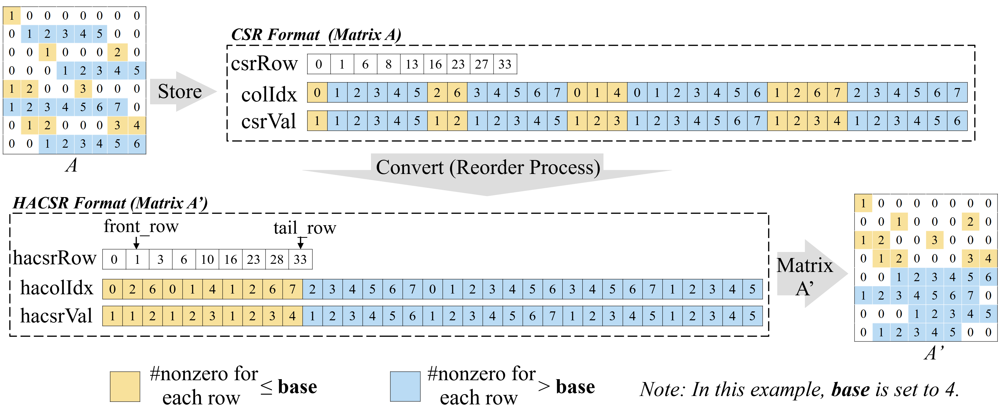 1 0 0 0 0 0 0 0
0 1 2 3 4 5 0 0
0 0 1 0 0 0 2 0
0 0 0 1 2 3 4 5
1 2 0 0 3 0 0 0
1 2 3 4 5 6 7 0
0 1 2 0 0 0 3 4
0 0 1 2 3 4 5 6
A
Store
CSR Format (Matrix A)
csrRow 0 1 6 8 13 16 23 27 33
colIdx 0 1 2 3 4 5 2 6 3 4 5 6 7 0 1 4 0 1 2 3 4 5 6 1 2 6 7 2 3 4 5 6 7
csrVal 1 1 2 3 4 5 1 2 1 2 3 4 5 1 2 3 1 2 3 4 5 6 7 1 2 3 4 1 2 3 4 5 6
Convert (Reorder Process)
HACSR Format (Matrix A’)
front_row tail_row
hacsrRow 0 1 3 6 10 16 23 28 33
hacolIdx 0 2 6 0 1 4 1 2 6 7 2 3 4 5 6 7 0 1 2 3 4 5 6 3 4 5 6 7 1 2 3 4 5
hacsrVal 1 1 2 1 2 3 1 2 3 4 1 2 3 4 5 6 1 2 3 4 5 6 7 1 2 3 4 5 1 2 3 4 5
Matrix
A’
1 0 0 0 0 0 0 0
0 0 1 0 0 0 2 0
1 2 0 0 3 0 0 0
0 1 2 0 0 0 3 4
0 0 1 2 3 4 5 6
1 2 3 4 5 6 7 0
0 0 0 1 2 3 4 5
0 1 2 3 4 5 0 0
A’
#nonzero for
each row ≤ base
#nonzero for
each row > base
Note: In this example, base is set to 4.